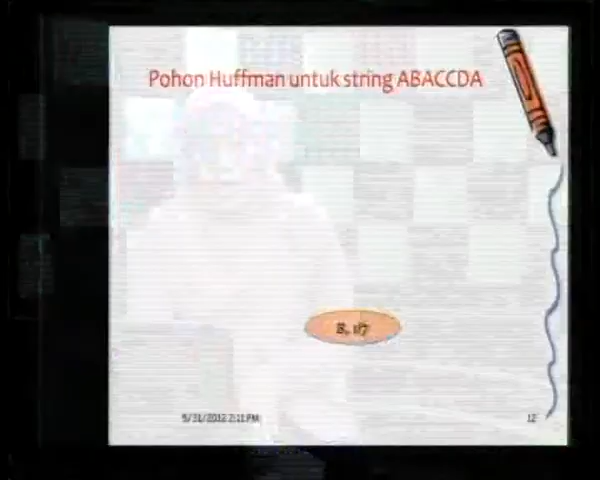 Pohon Huffman untuk string ABACCDA
B, 1/7
5/31/2012 2:11 PM
12